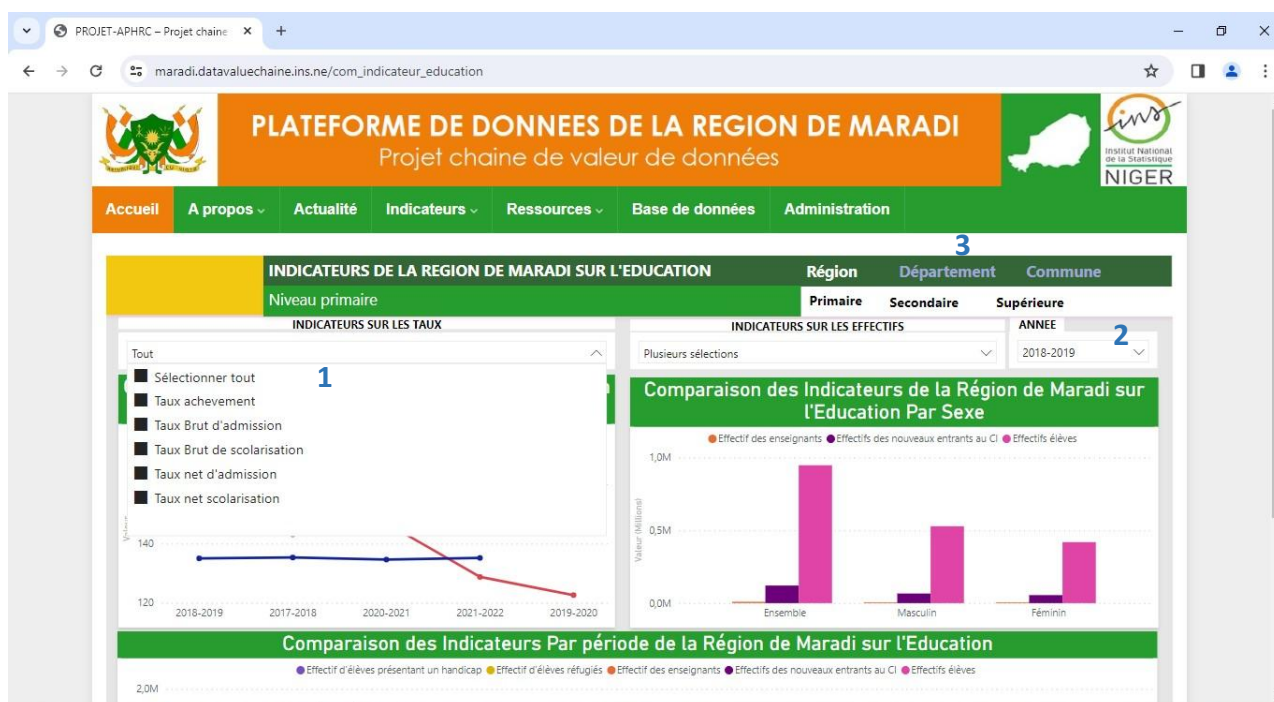 PROJET-APHRC – Projet chaine
maradi.datavaluechaine.ins.ne/com_indicateur_education
PLATEFORME DE DONNEES DE LA REGION DE MARADI
Projet chaine de valeur de données
ins
Institut National
de la Statistique
NIGER
Accueil A propos Actualité Indicateurs Ressources Base de données Administration
3
INDICATEURS DE LA REGION DE MARADI SUR L'EDUCATION Région Département Commune
Niveau primaire Primaire Secondaire Supérieure
INDICATEURS SUR LES TAUX INDICATEURS SUR LES EFFECTIFS ANNEE
2
Tout Plusieurs sélections 2018-2019
1
Sélectionner tout
Taux achevement
Taux Brut d'admission
Taux Brut de scolarisation
Taux net d'admission
Taux net scolarisation
140
120
2018-2019 2017-2018 2020-2021 2021-2022 2019-2020
Comparaison des Indicateurs de la Région de Maradi sur
l'Education Par Sexe
Effectif des enseignants Effectifs des nouveaux entrants au CI Effectifs élèves
1,0M
Valeur (Millions)
0,5M
0,0M
Ensemble Masculin Féminin
Comparaison des Indicateurs Par période de la Région de Maradi sur l'Education
Effectif d'élèves présentant un handicap Effectif d'élèves réfugiés Effectif des enseignants Effectifs des nouveaux entrants au CI Effectifs élèves
2,0M